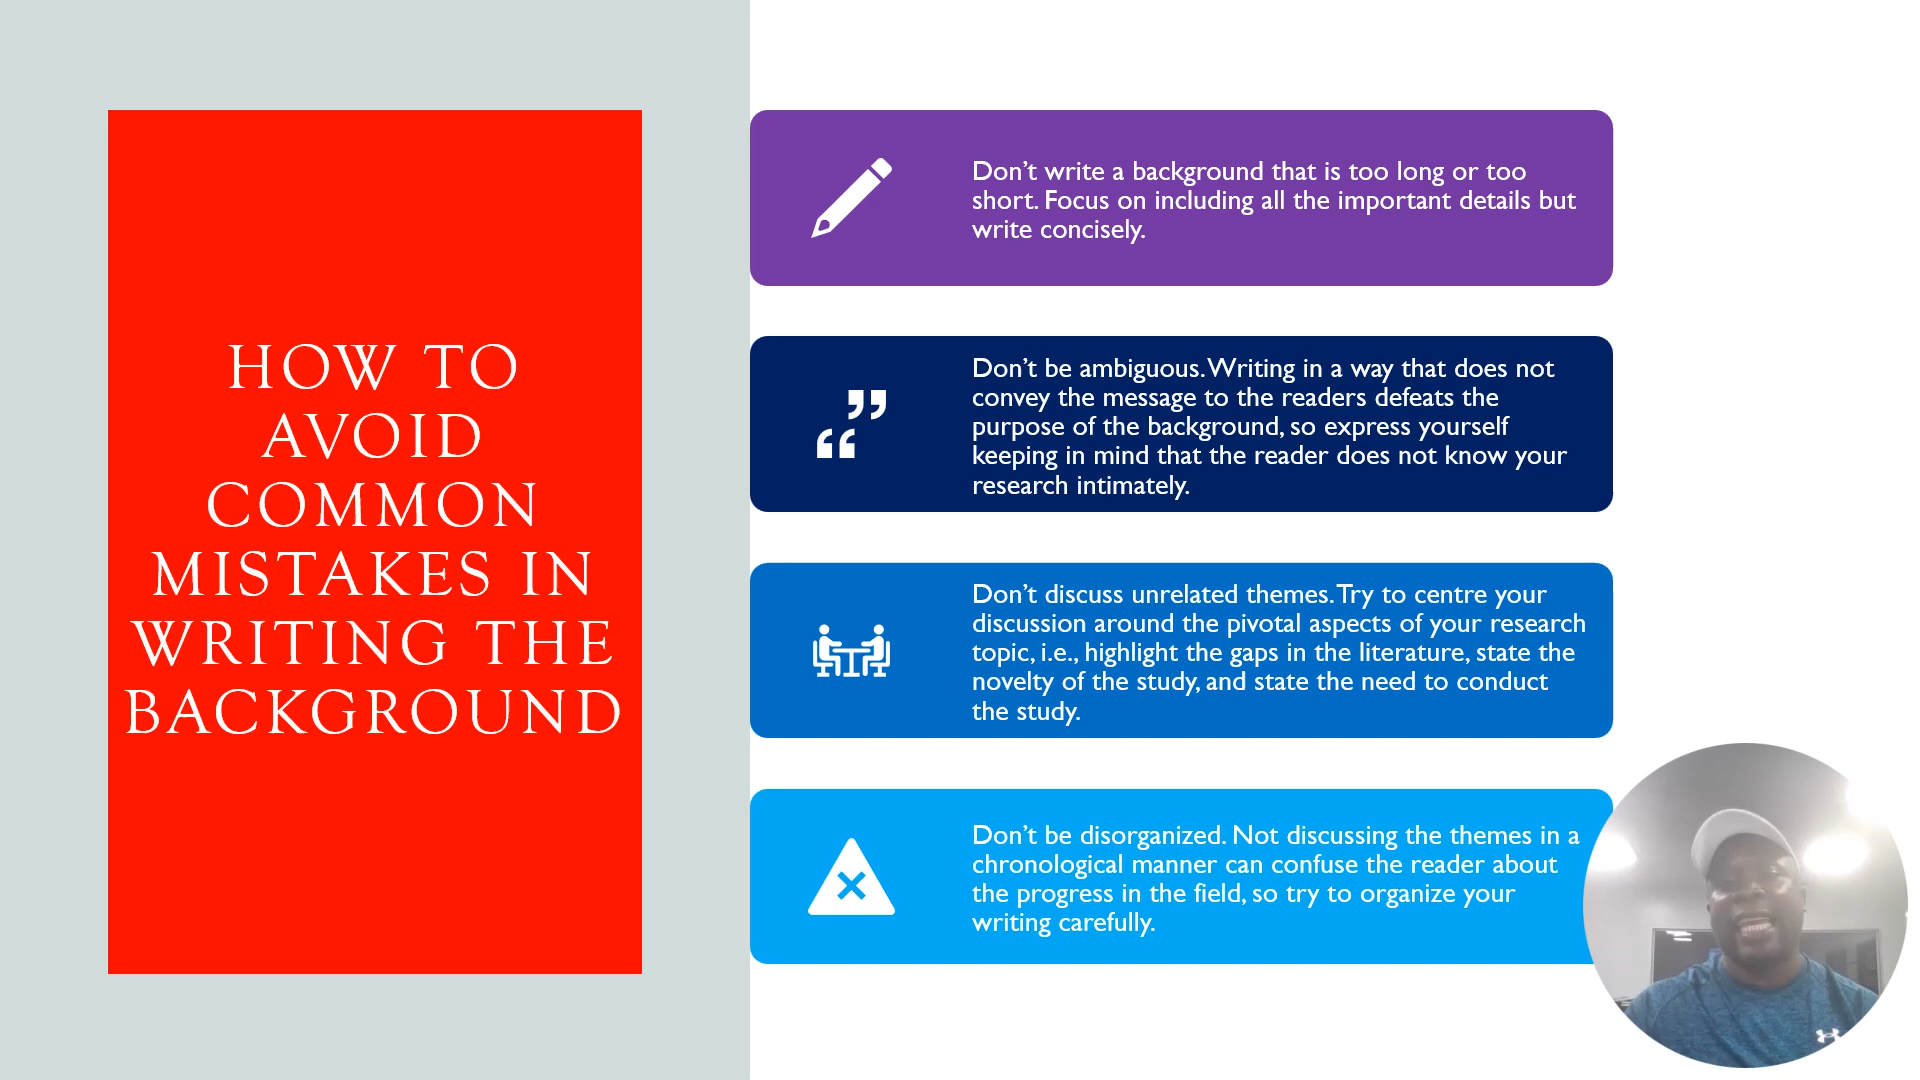 HOW TO
AVOID
COMMON
MISTAKES IN
WRITING THE
BACKGROUND
Don't write a background that is too long or too
short. Focus on including all the important details but
write concisely.
Don't be ambiguous. Writing in a way that does not
convey the message to the readers defeats the
purpose of the background, so express yourself
keeping in mind that the reader does not know your
research intimately.
Don't discuss unrelated themes. Try to centre your
discussion around the pivotal aspects of your research
topic, i.e., highlight the gaps in the literature, state the
novelty of the study, and state the need to conduct
the study.
Don't be disorganized. Not discussing the themes in a
chronological manner can confuse the reader about
the progress in the field, so try to organize your
writing carefully.